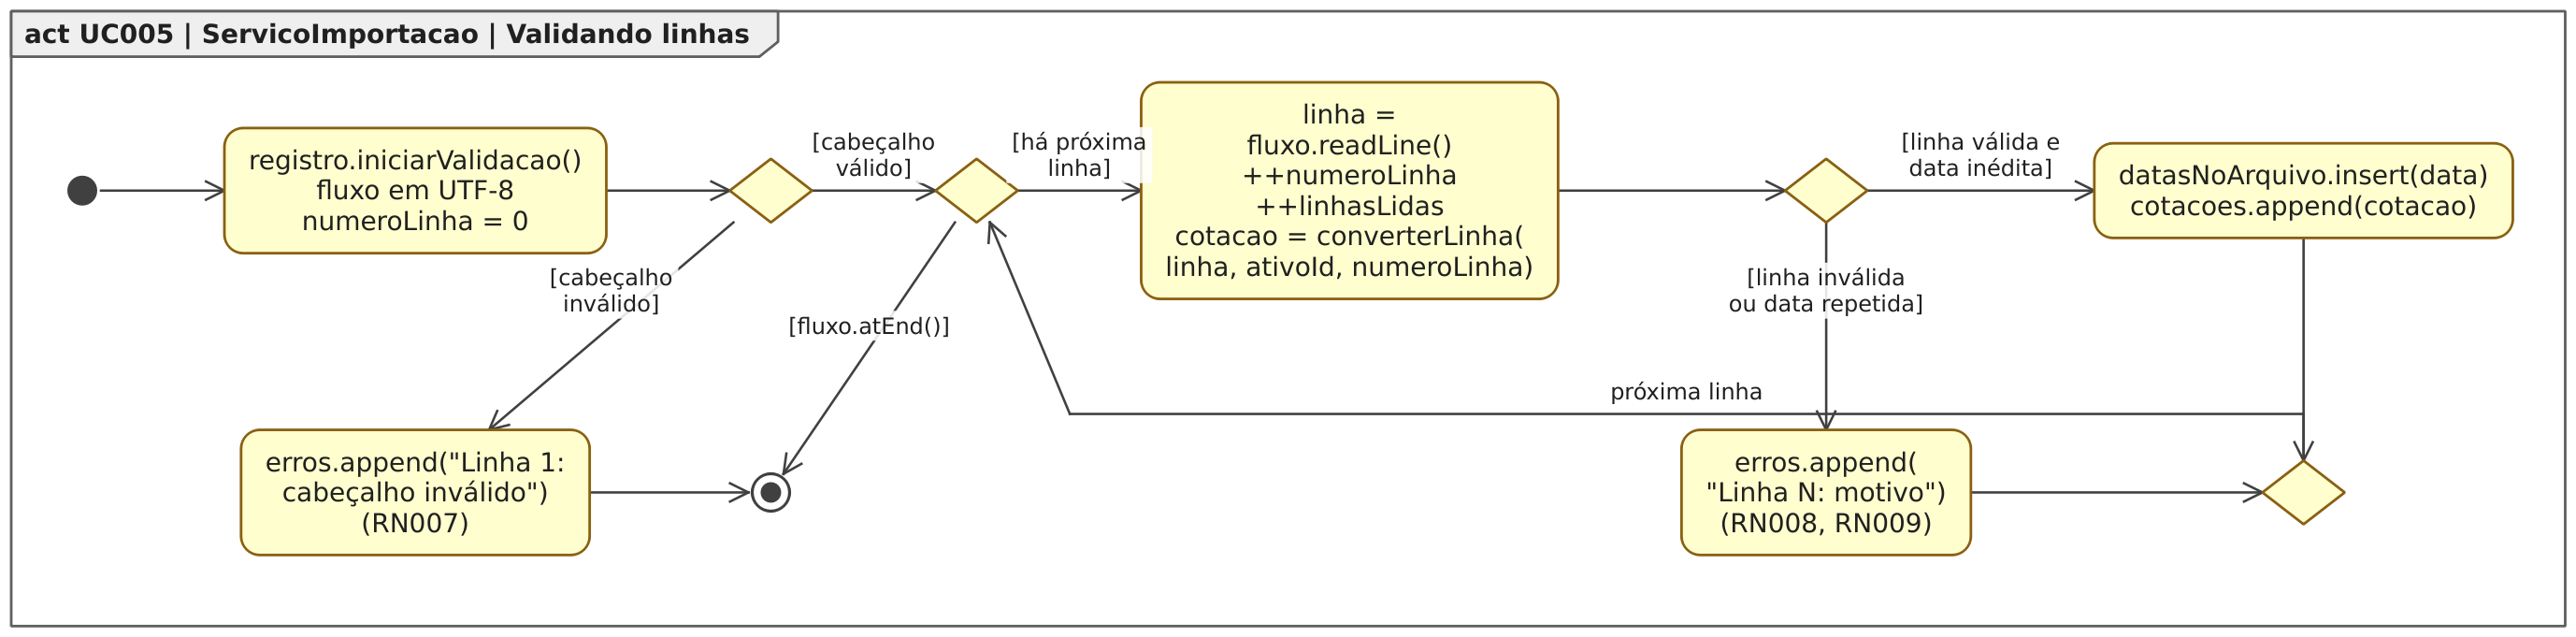 act UC005 | ServicoImportacao | Validando linhas
registro.iniciarValidacao()
fluxo em UTF-8
numeroLinha = 0
[cabeçalho
válido]
[há próxima
linha]
linha =
fluxo.readLine()
++numeroLinha
++linhasLidas
cotacao = converterLinha(
linha, ativoId, numeroLinha)
[linha válida e
data inédita]
datasNoArquivo.insert(data)
cotacoes.append(cotacao)
[cabeçalho
inválido]
[fluxo.atEnd()]
[linha inválida
ou data repetida]
próxima linha
erros.append("Linha 1:
cabeçalho inválido")
(RN007)
erros.append(
"Linha N: motivo")
(RN008, RN009)